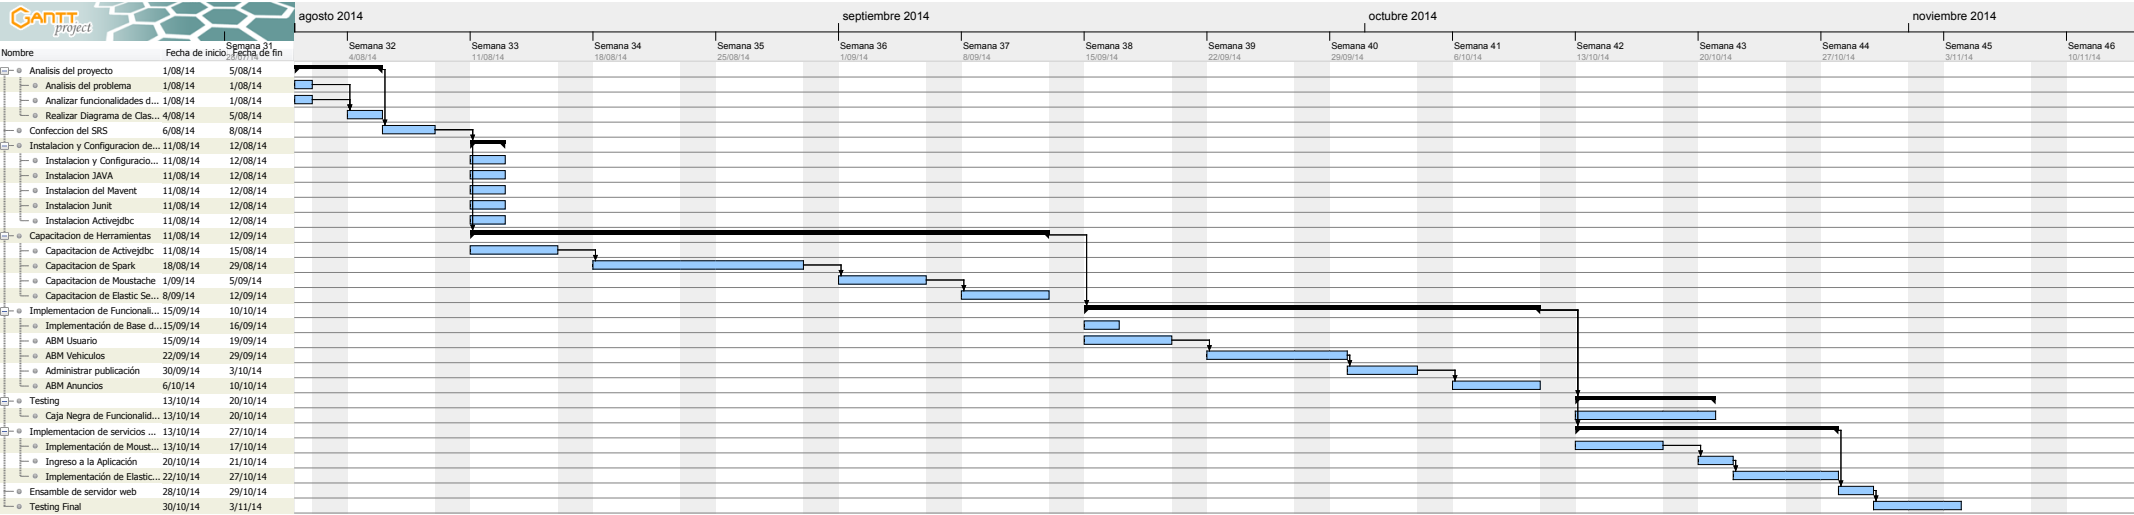 GANTT project
agosto 2014 septiembre 2014 octubre 2014 noviembre 2014
Semana 31 Semana 32 Semana 33 Semana 34 Semana 35 Semana 36 Semana 37 Semana 38 Semana 39 Semana 40 Semana 41 Semana 42 Semana 43 Semana 44 Semana 45 Semana 46
Nombre Fecha de inicio Fecha de fin
28/07/14 4/08/14 11/08/14 18/08/14 25/08/14 1/09/14 8/09/14 15/09/14 22/09/14 29/09/14 6/10/14 13/10/14 20/10/14 27/10/14 3/11/14 10/11/14
Analisis del proyecto 1/08/14 5/08/14
Analisis del problema 1/08/14 1/08/14
Analizar funcionalidades d... 1/08/14 1/08/14
Realizar Diagrama de Clas... 4/08/14 5/08/14
Confeccion del SRS 6/08/14 8/08/14
Instalacion y Configuracion de... 11/08/14 12/08/14
Instalacion y Configuracio... 11/08/14 12/08/14
Instalacion JAVA 11/08/14 12/08/14
Instalacion del Mavent 11/08/14 12/08/14
Instalacion Junit 11/08/14 12/08/14
Instalacion Activejdbc 11/08/14 12/08/14
Capacitacion de Herramientas 11/08/14 12/09/14
Capacitacion de Activejdbc 11/08/14 15/08/14
Capacitacion de Spark 18/08/14 29/08/14
Capacitacion de Moustache 1/09/14 5/09/14
Capacitacion de Elastic Se... 8/09/14 12/09/14
Implementacion de Funcionali... 15/09/14 10/10/14
Implementación de Base d... 15/09/14 16/09/14
ABM Usuario 15/09/14 19/09/14
ABM Vehiculos 22/09/14 29/09/14
Administrar publicación 30/09/14 3/10/14
ABM Anuncios 6/10/14 10/10/14
Testing 13/10/14 20/10/14
Caja Negra de Funcionalid... 13/10/14 20/10/14
Implementacion de servicios ... 13/10/14 27/10/14
Implementación de Moust... 13/10/14 17/10/14
Ingreso a la Aplicación 20/10/14 21/10/14
Implementación de Elastic... 22/10/14 27/10/14
Ensamble de servidor web 28/10/14 29/10/14
Testing Final 30/10/14 3/11/14